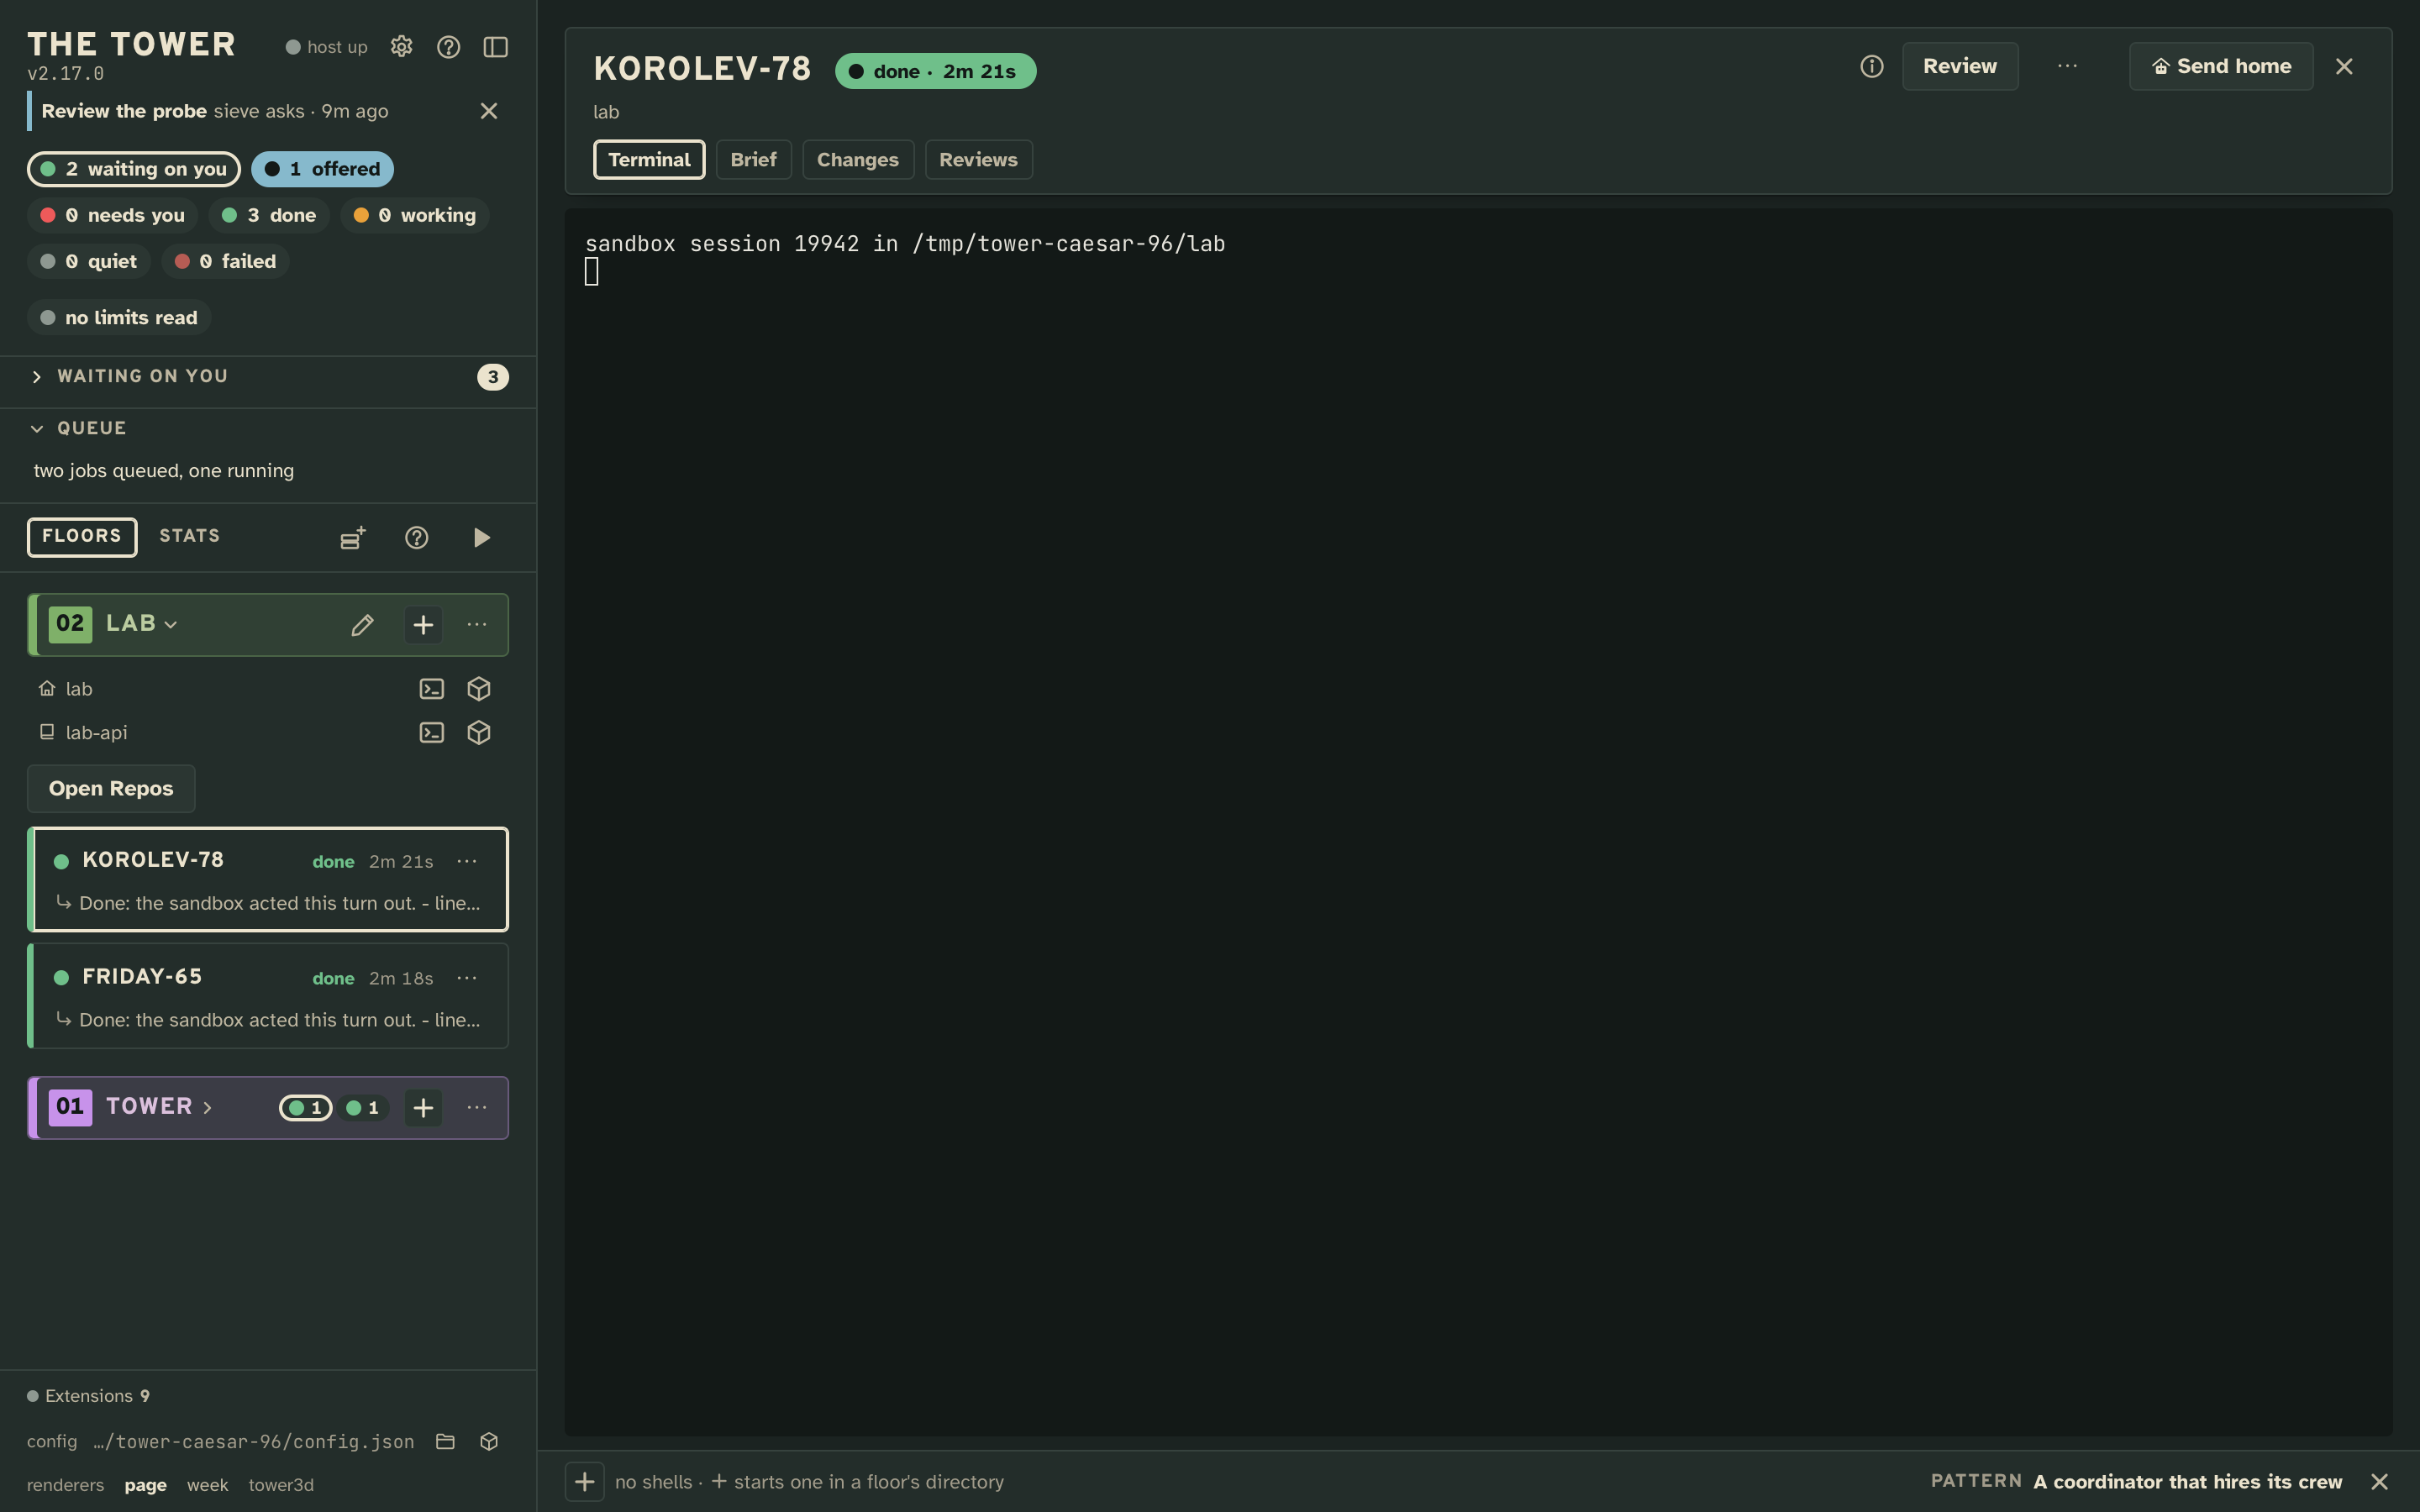 THE TOWER
host up
v2.17.0
Review the probe sieve asks · 9m ago
2 waiting on you
1 offered
0 needs you
3 done
0 working
0 quiet
0 failed
no limits read
WAITING ON YOU
3
QUEUE
two jobs queued, one running
FLOORS
STATS
02 LAB
lab
lab-api
Open Repos
KOROLEV-78
done 2m 21s
Done: the sandbox acted this turn out. - line…
FRIDAY-65
done 2m 18s
Done: the sandbox acted this turn out. - line…
01 TOWER
1
1
Extensions 9
config …/tower-caesar-96/config.json
renderers page week tower3d
KOROLEV-78
done · 2m 21s
Review
Send home
lab
Terminal
Brief
Changes
Reviews
sandbox session 19942 in /tmp/tower-caesar-96/lab
no shells · + starts one in a floor's directory
PATTERN A coordinator that hires its crew